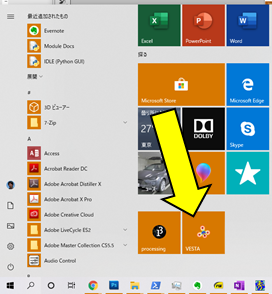 最近追加されたもの
Evernote
Module Docs
IDLE (Python GUI)
展開
#
3D ビューアー
7-Zip
A
Access
Acrobat Reader DC
Adobe Acrobat Distiller X
Adobe Acrobat X Pro
Adobe Creative Cloud
Adobe LiveCycle ES2
Adobe Master Collection CS5.5
Audio Control
Excel
PowerPoint
Word
探る
Microsoft Store
Microsoft Edge
27°
東京
DOLBY
Skype
processing
VESTA